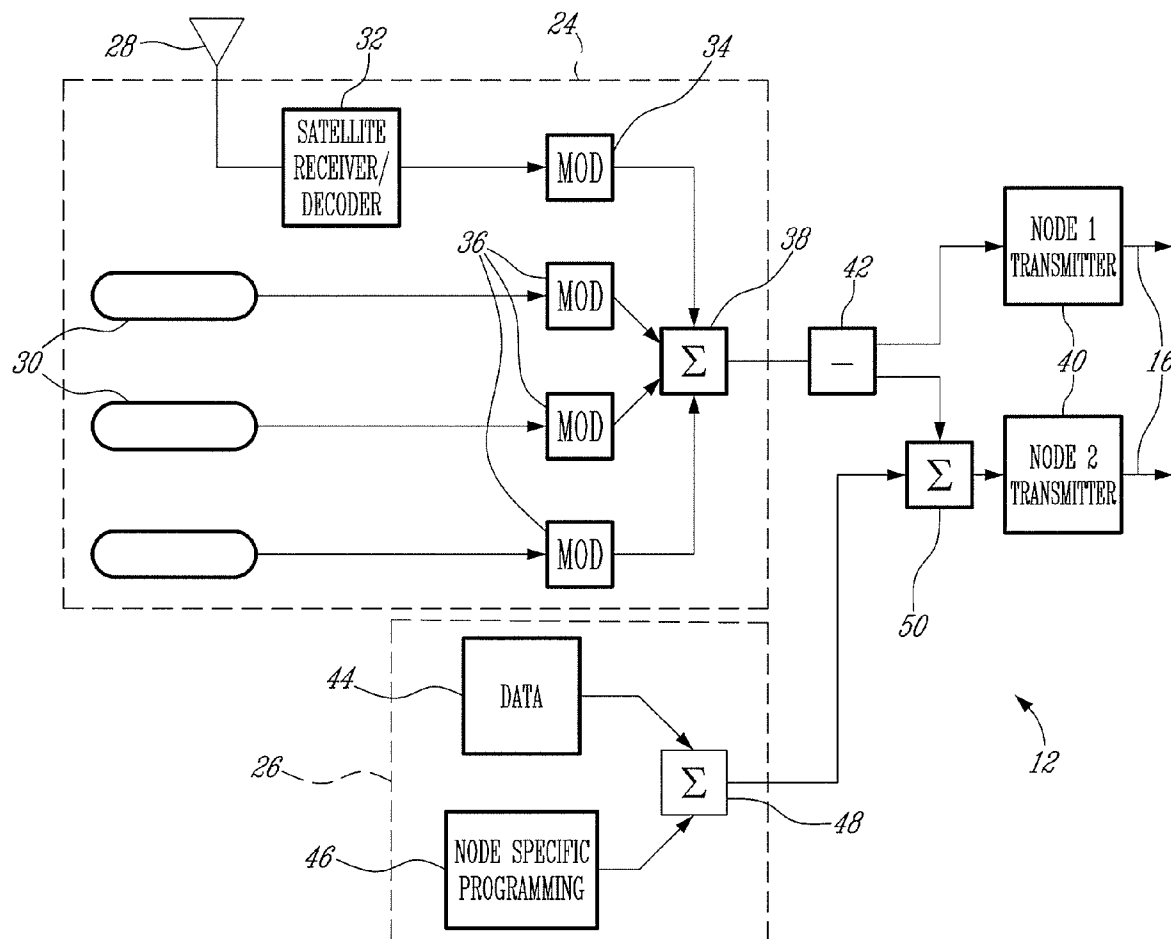 28
32
24
34
SATELLITE
RECEIVER/
DECODER
MOD
36
MOD
38
42
NODE 1
TRANSMITTER
30
Σ
−
40
16
MOD
NODE 2
TRANSMITTER
Σ
MOD
50
44
DATA
26
Σ
12
48
46
NODE SPECIFIC
PROGRAMMING